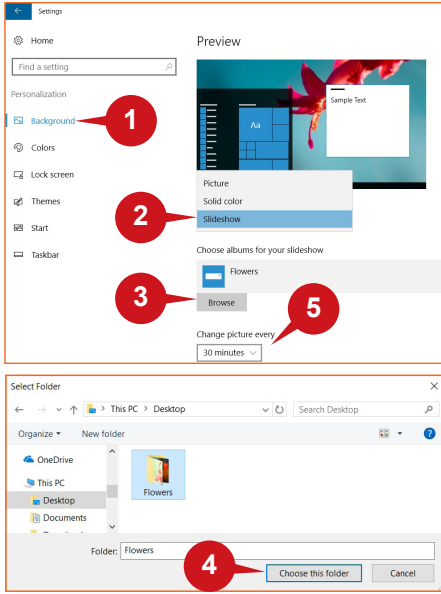 Settings
Home
Preview
Find a setting
Personalization
Sample Text
Background
1
Aa
Colors
Lock screen
Picture
Themes
2
Solid color
Start
Slideshow
Taskbar
Choose albums for your slideshow
Flowers
3
Browse
5
Change picture every
30 minutes
Select Folder
This PC > Desktop
Search Desktop
Organize
New folder
OneDrive
This PC
Flowers
Desktop
Documents
Folder: Flowers
4
Choose this folder
Cancel